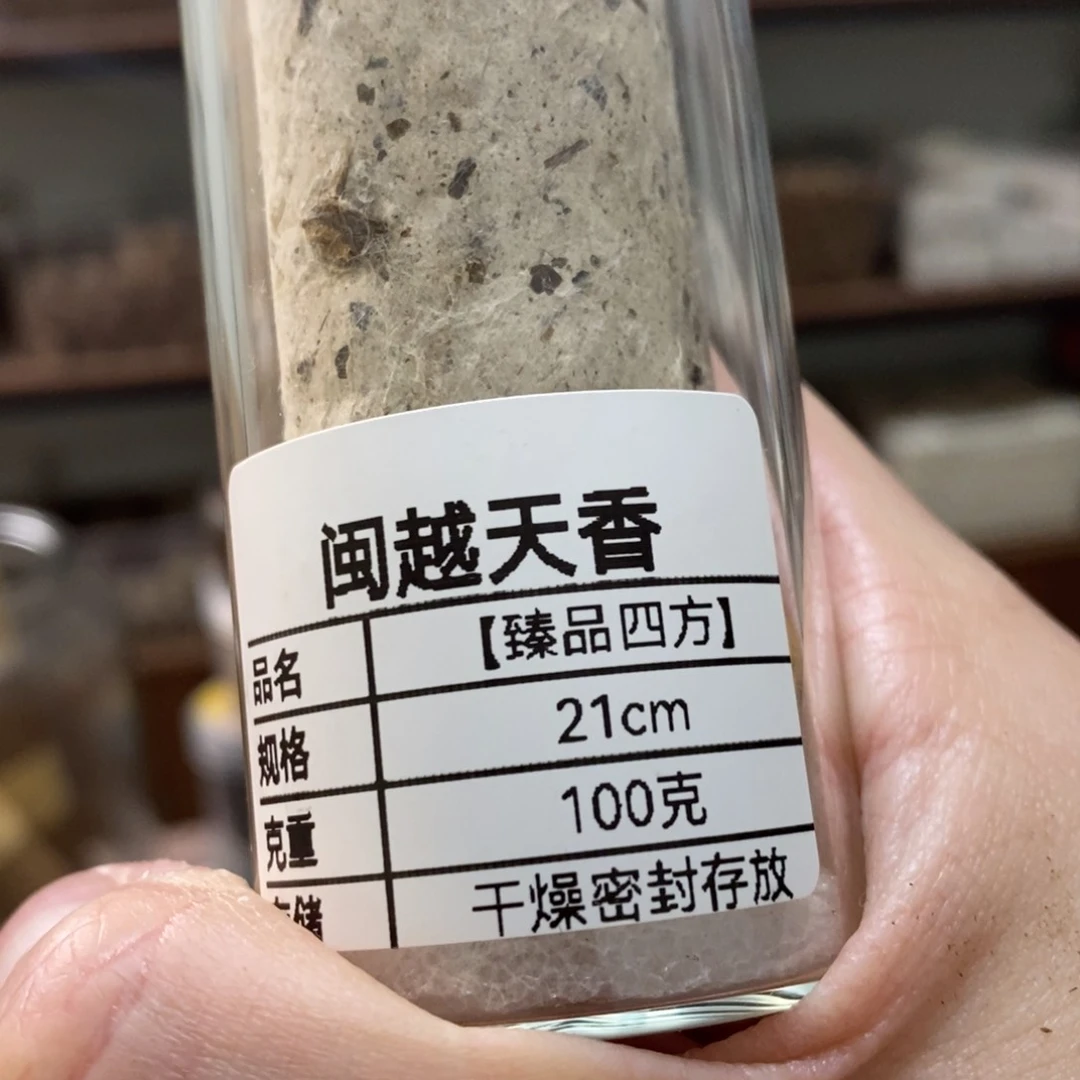 闽越天香
品名 【臻品四方】
规格 21cm
克重 100克
储 干燥密封存放